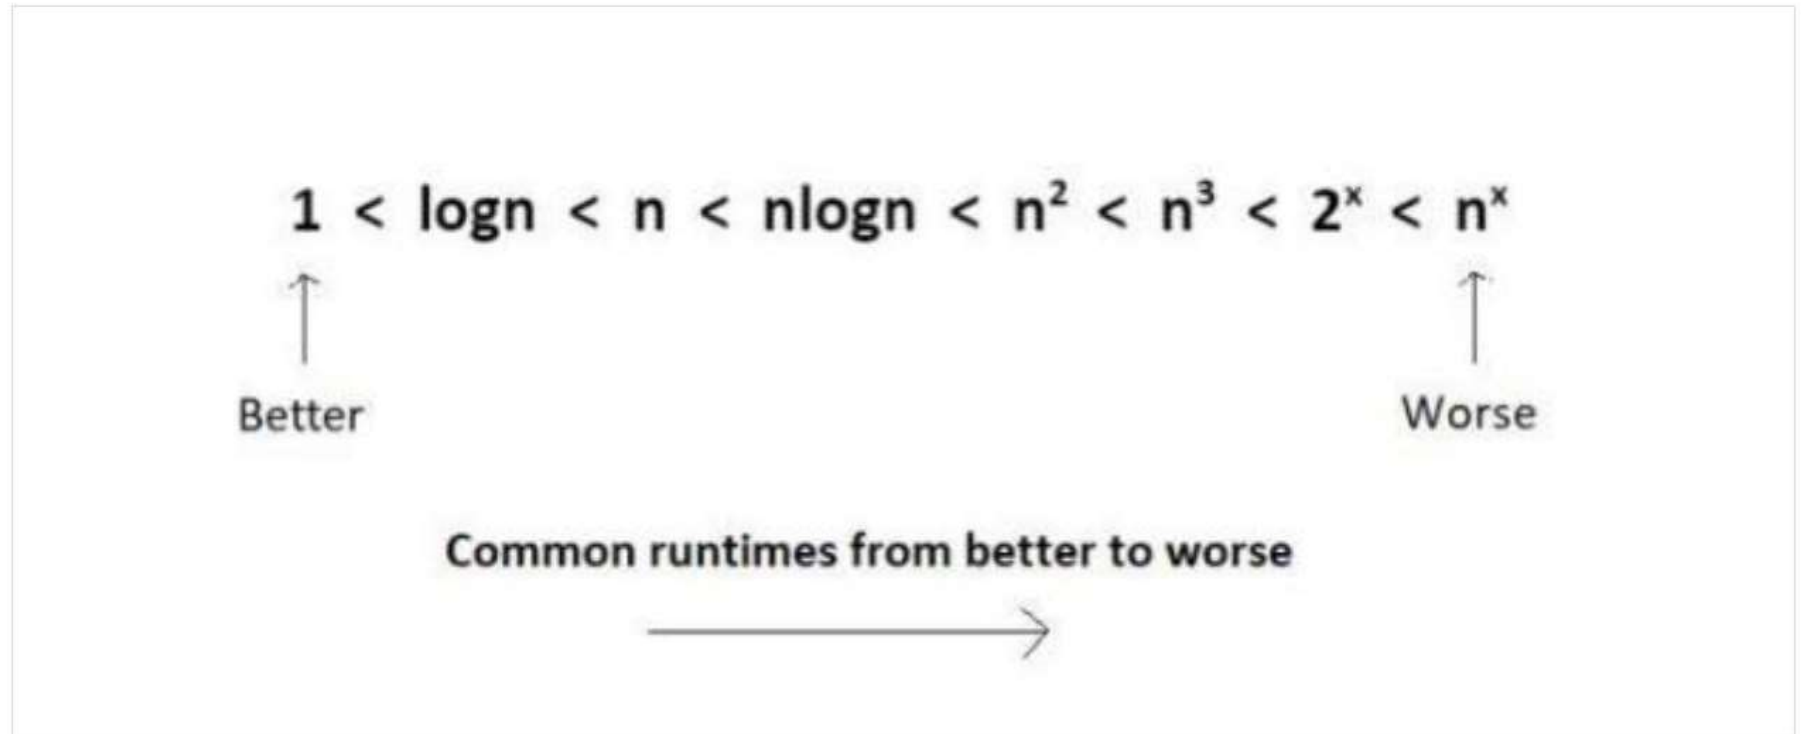 1 < logn < n < nlogn < n² < n³ < 2ˣ < nˣ
Better Worse
Common runtimes from better to worse